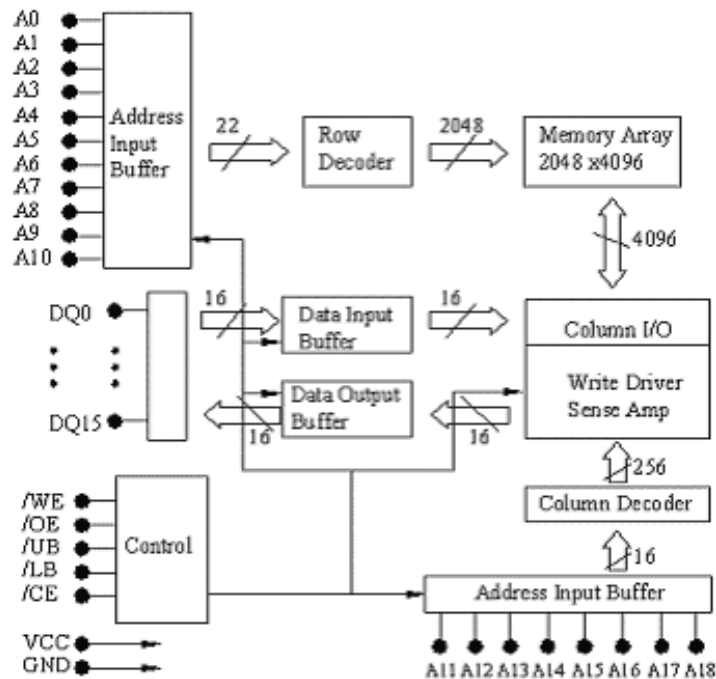 A0
A1
A2
A3
A4
A5
A6
A7
A8
A9
A10
Address
Input
Buffer
22
Row
Decoder
2048
Memory Array
2048 x4096
4096
DQ0
DQ15
16
Data Input
Buffer
16
Column I/O
Write Driver
Sense Amp
16
Data Output
Buffer
16
256
Column Decoder
16
Address Input Buffer
/WE
/OE
/UB
/LB
/CE
Control
VCC
GND
A11 A12 A13 A14 A15 A16 A17 A18